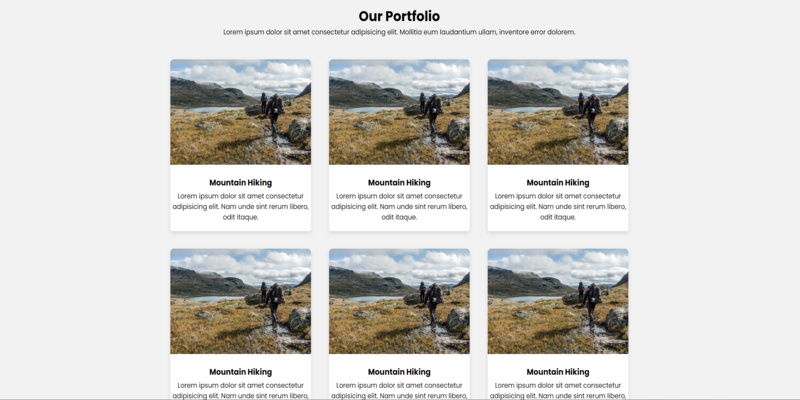 Our Portfolio
Lorem ipsum dolor sit amet consectetur adipisicing elit. Mollitia eum laudantium ullam, inventore error dolorem.
Mountain Hiking
Lorem ipsum dolor sit amet consectetur
adipisicing elit. Nam unde sint rerum libero,
odit itaque.
Mountain Hiking
Lorem ipsum dolor sit amet consectetur
adipisicing elit. Nam unde sint rerum libero,
odit itaque.
Mountain Hiking
Lorem ipsum dolor sit amet consectetur
adipisicing elit. Nam unde sint rerum libero,
odit itaque.
Mountain Hiking
Lorem ipsum dolor sit amet consectetur
adipisicing elit. Nam unde sint rerum libero,
Mountain Hiking
Lorem ipsum dolor sit amet consectetur
adipisicing elit. Nam unde sint rerum libero,
Mountain Hiking
Lorem ipsum dolor sit amet consectetur
adipisicing elit. Nam unde sint rerum libero,